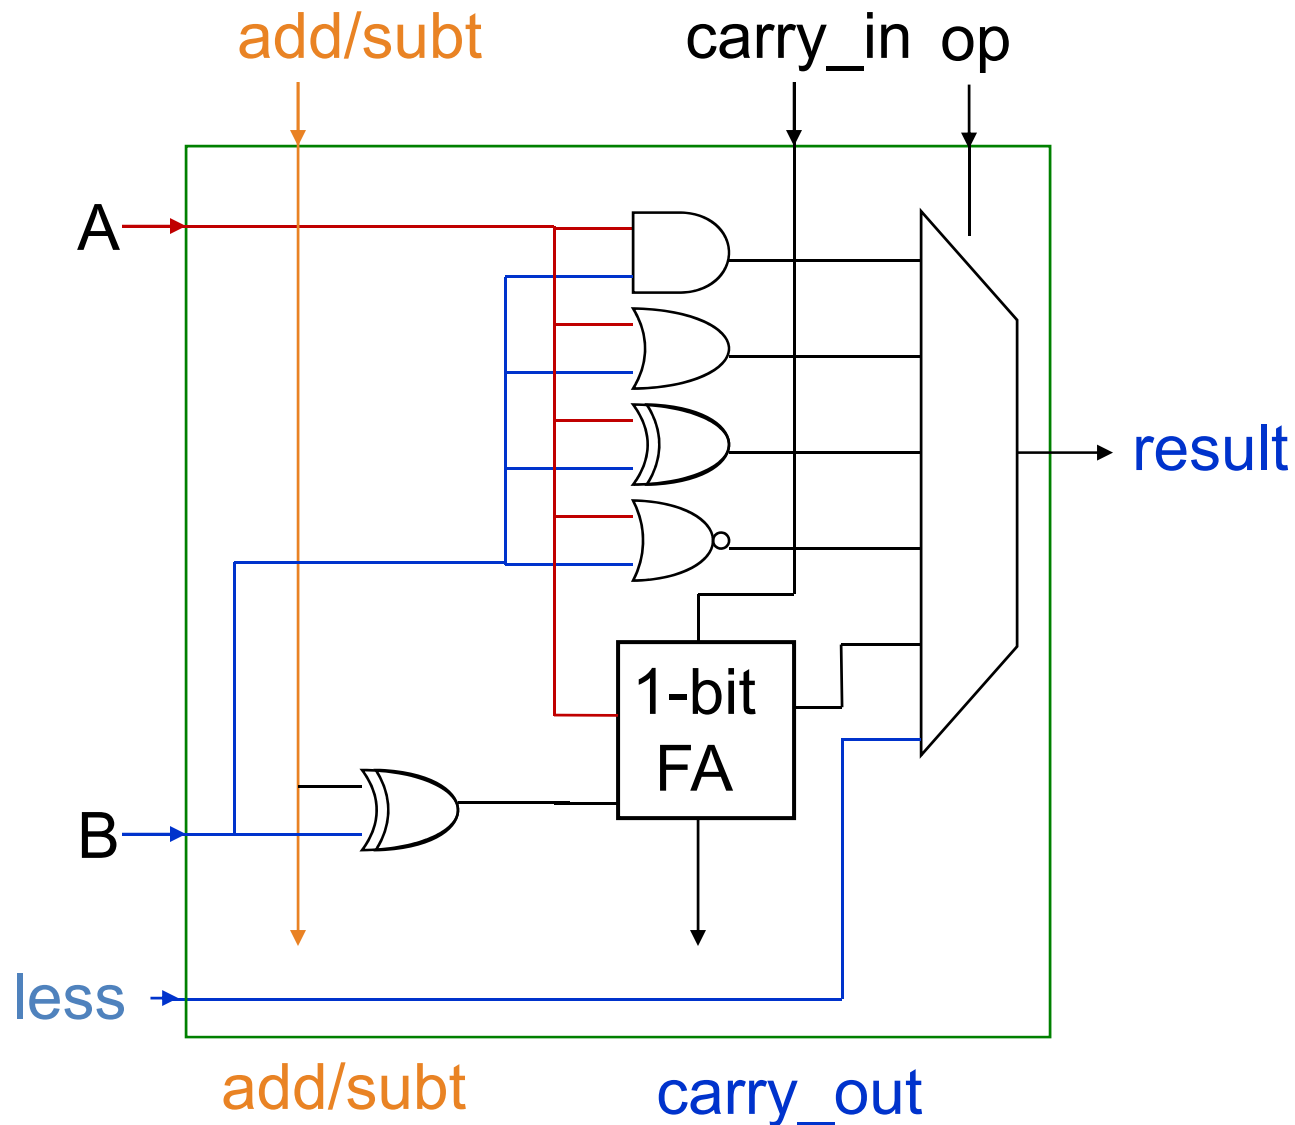 add/subt
carry_in
op
A
result
1-bit
FA
B
less
add/subt
carry_out